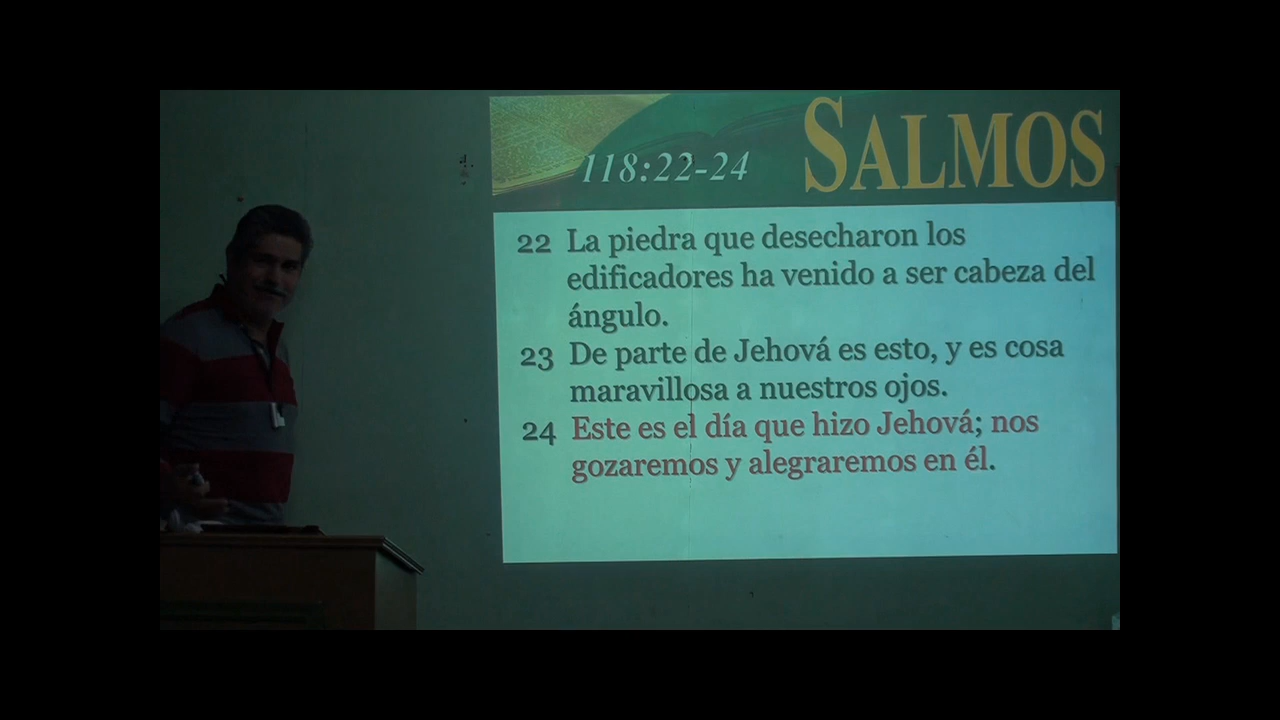 118:22-24 SALMOS
22 La piedra que desecharon los
edificadores ha venido a ser cabeza del
ángulo.
23 De parte de Jehová es esto, y es cosa
maravillosa a nuestros ojos.
24 Este es el día que hizo Jehová; nos
gozaremos y alegraremos en él.